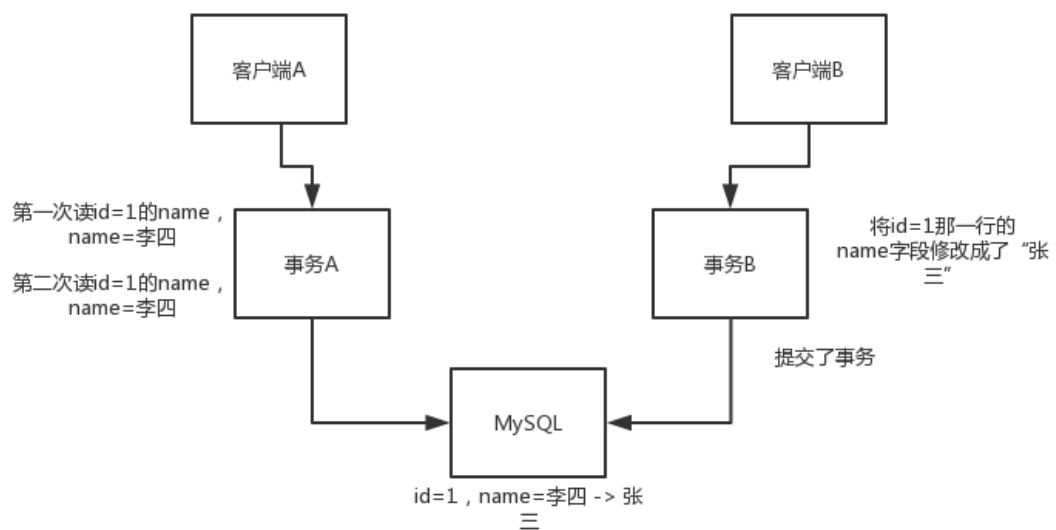 客户端A
客户端B
第一次读id=1的name，
name=李四
第二次读id=1的name，
name=李四
事务A
事务B
将id=1那一行的
name字段修改成了“张
三”
提交了事务
MySQL
id=1，name=李四 -> 张
三